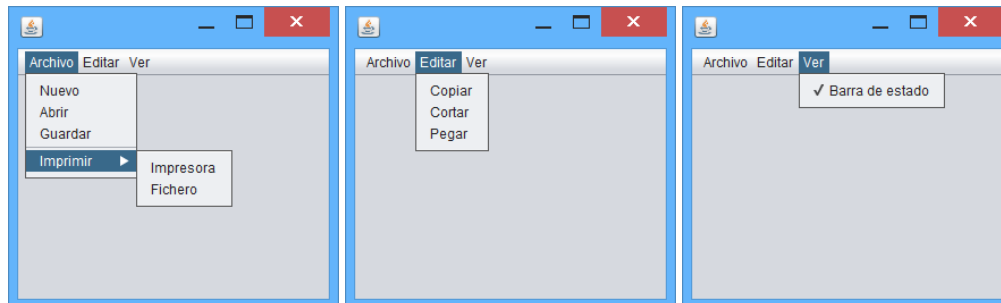 Archivo Editar Ver
Nuevo
Abrir
Guardar
Imprimir
Impresora
Fichero
Archivo Editar Ver
Copiar
Cortar
Pegar
Archivo Editar Ver
✓ Barra de estado